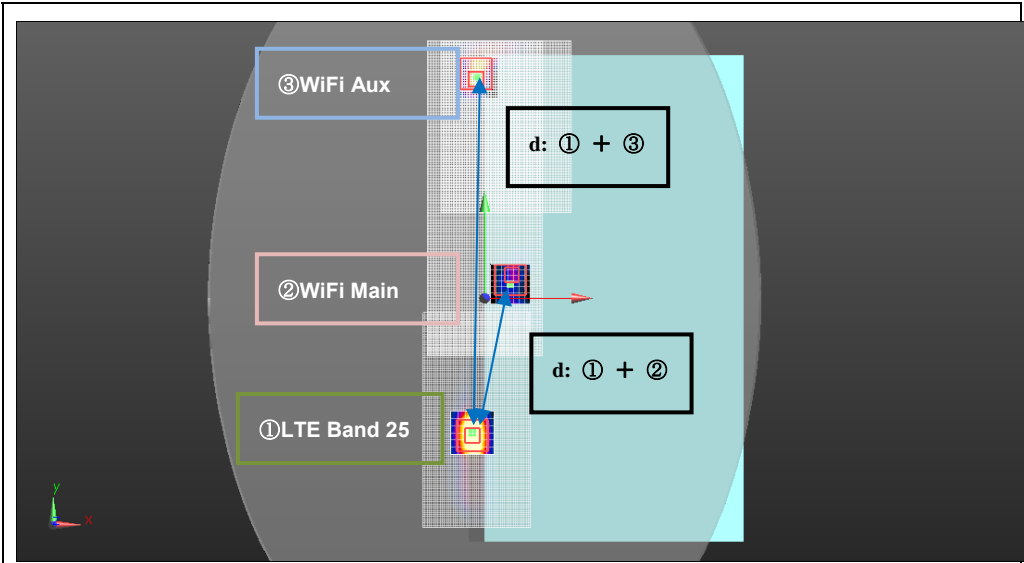 ③WiFi Aux
d: ① + ③
②WiFi Main
d: ① + ②
①LTE Band 25
y
x